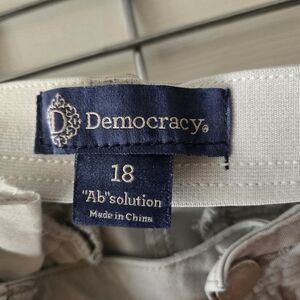 D Democracy®
18
"Ab"solution
Made in China